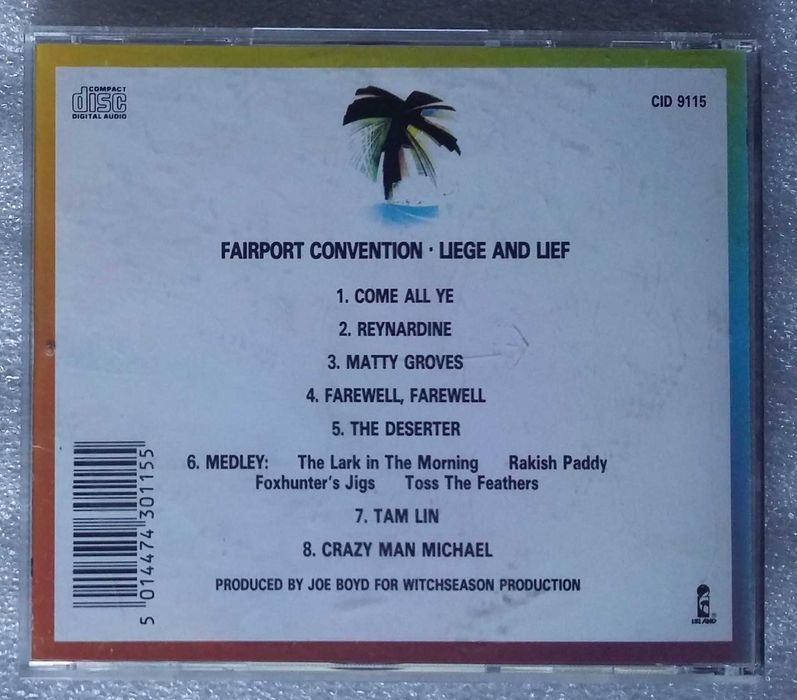 COMPACT
disc
DIGITAL AUDIO
CID 9115
FAIRPORT CONVENTION · LIEGE AND LIEF
1. COME ALL YE
2. REYNARDINE
3. MATTY GROVES
4. FAREWELL, FAREWELL
5. THE DESERTER
6. MEDLEY: The Lark in The Morning Rakish Paddy
Foxhunter's Jigs Toss The Feathers
7. TAM LIN
8. CRAZY MAN MICHAEL
PRODUCED BY JOE BOYD FOR WITCHSEASON PRODUCTION
5 014474 301155
ISLAND